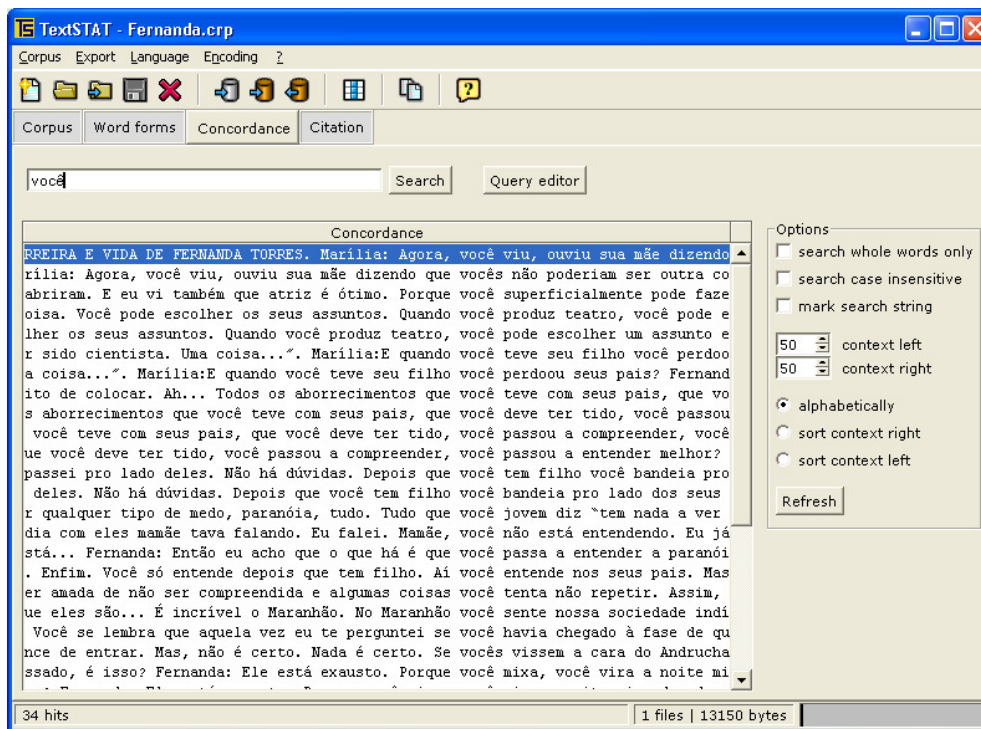 TextSTAT - Fernanda.crp
Corpus Export Language Encoding ?
Corpus Word forms Concordance Citation
você Search Query editor
Concordance
RREIRA E VIDA DE FERNANDA TORRES. Marília: Agora, você viu, ouviu sua mãe dizendo
rília: Agora, você viu, ouviu sua mãe dizendo que vocês não poderiam ser outra co
abriram. E eu vi também que atriz é ótimo. Porque você superficialmente pode faze
oisa. Você pode escolher os seus assuntos. Quando você produz teatro, você pode e
lher os seus assuntos. Quando você produz teatro, você pode escolher um assunto e
r sido cientista. Uma coisa...″. Marília:E quando você teve seu filho você perdoo
a coisa...″. Marília:E quando você teve seu filho você perdoou seus pais? Fernand
ito de colocar. Ah... Todos os aborrecimentos que você teve com seus pais, que vo
s aborrecimentos que você teve com seus pais, que você deve ter tido, você passou
você teve com seus pais, que você deve ter tido, você passou a compreender, você
ue você deve ter tido, você passou a compreender, você passou a entender melhor?
passei pro lado deles. Não há dúvidas. Depois que você tem filho você bandeia pro
deles. Não há dúvidas. Depois que você tem filho você bandeia pro lado dos seus
r qualquer tipo de medo, paranóia, tudo. Tudo que você jovem diz ‟tem nada a ver
dia com eles mamãe tava falando. Eu falei. Mamãe, você não está entendendo. Eu já
stá... Fernanda: Então eu acho que o que há é que você passa a entender a paranói
. Enfim. Você só entende depois que tem filho. Aí você entende nos seus pais. Mas
er amada de não ser compreendida e algumas coisas você tenta não repetir. Assim,
ue eles são... É incrível o Maranhão. No Maranhão você sente nossa sociedade indí
Você se lembra que aquela vez eu te perguntei se você havia chegado à fase de qu
nce de entrar. Mas, não é certo. Nada é certo. Se vocês vissem a cara do Andrucha
ssado, é isso? Fernanda: Ele está exausto. Porque você mixa, você vira a noite mi
Options
search whole words only
search case insensitive
mark search string
50 context left
50 context right
alphabetically
sort context right
sort context left
Refresh
34 hits 1 files | 13150 bytes